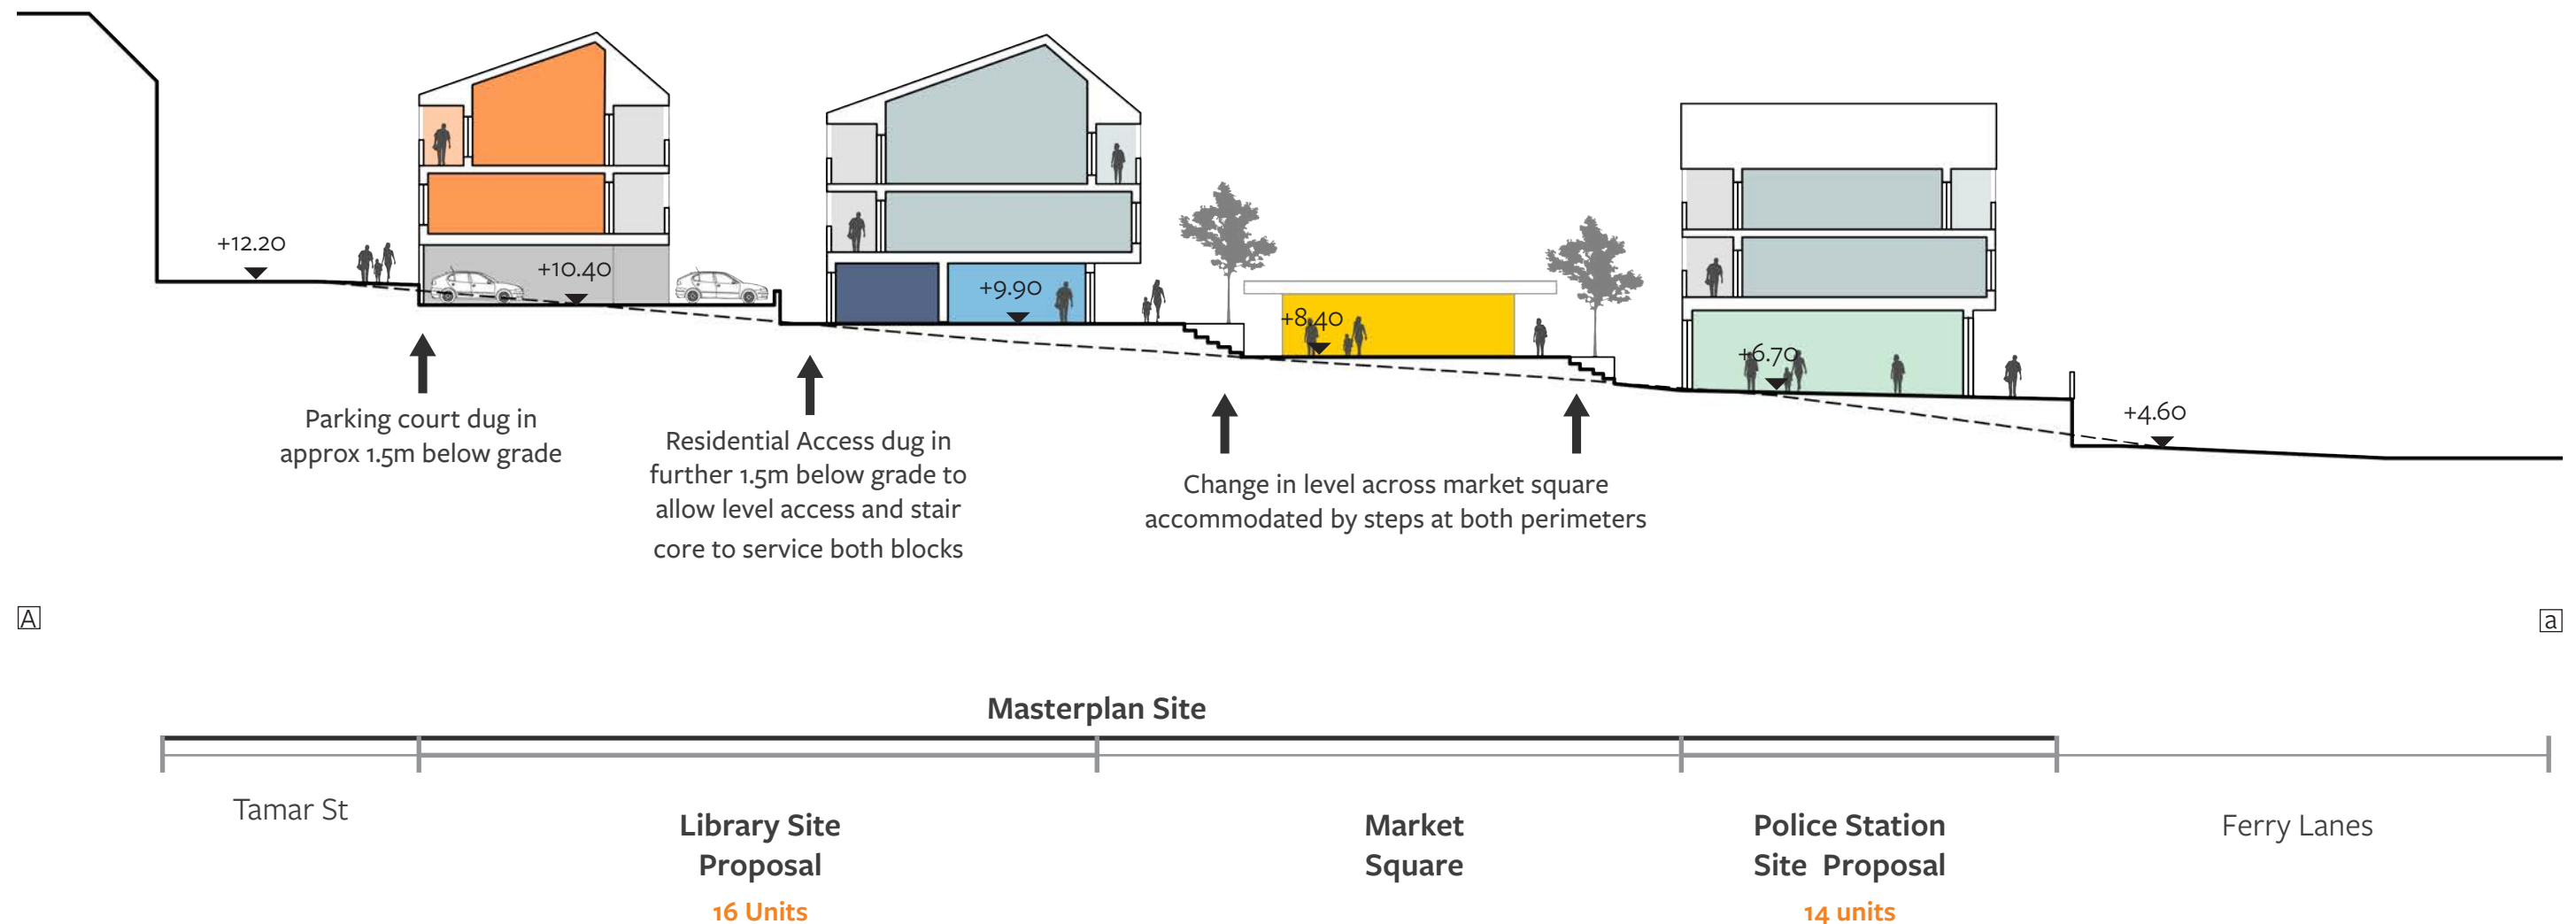 +12.20
+10.40
+9.90
+8.40
+6.70
+4.60
Parking court dug in
approx 1.5m below grade
Residential Access dug in
further 1.5m below grade to
allow level access and stair
core to service both blocks
Change in level across market square
accommodated by steps at both perimeters
A
a
Masterplan Site
Tamar St
Library Site
Proposal
16 Units
Market
Square
Police Station
Site Proposal
14 units
Ferry Lanes